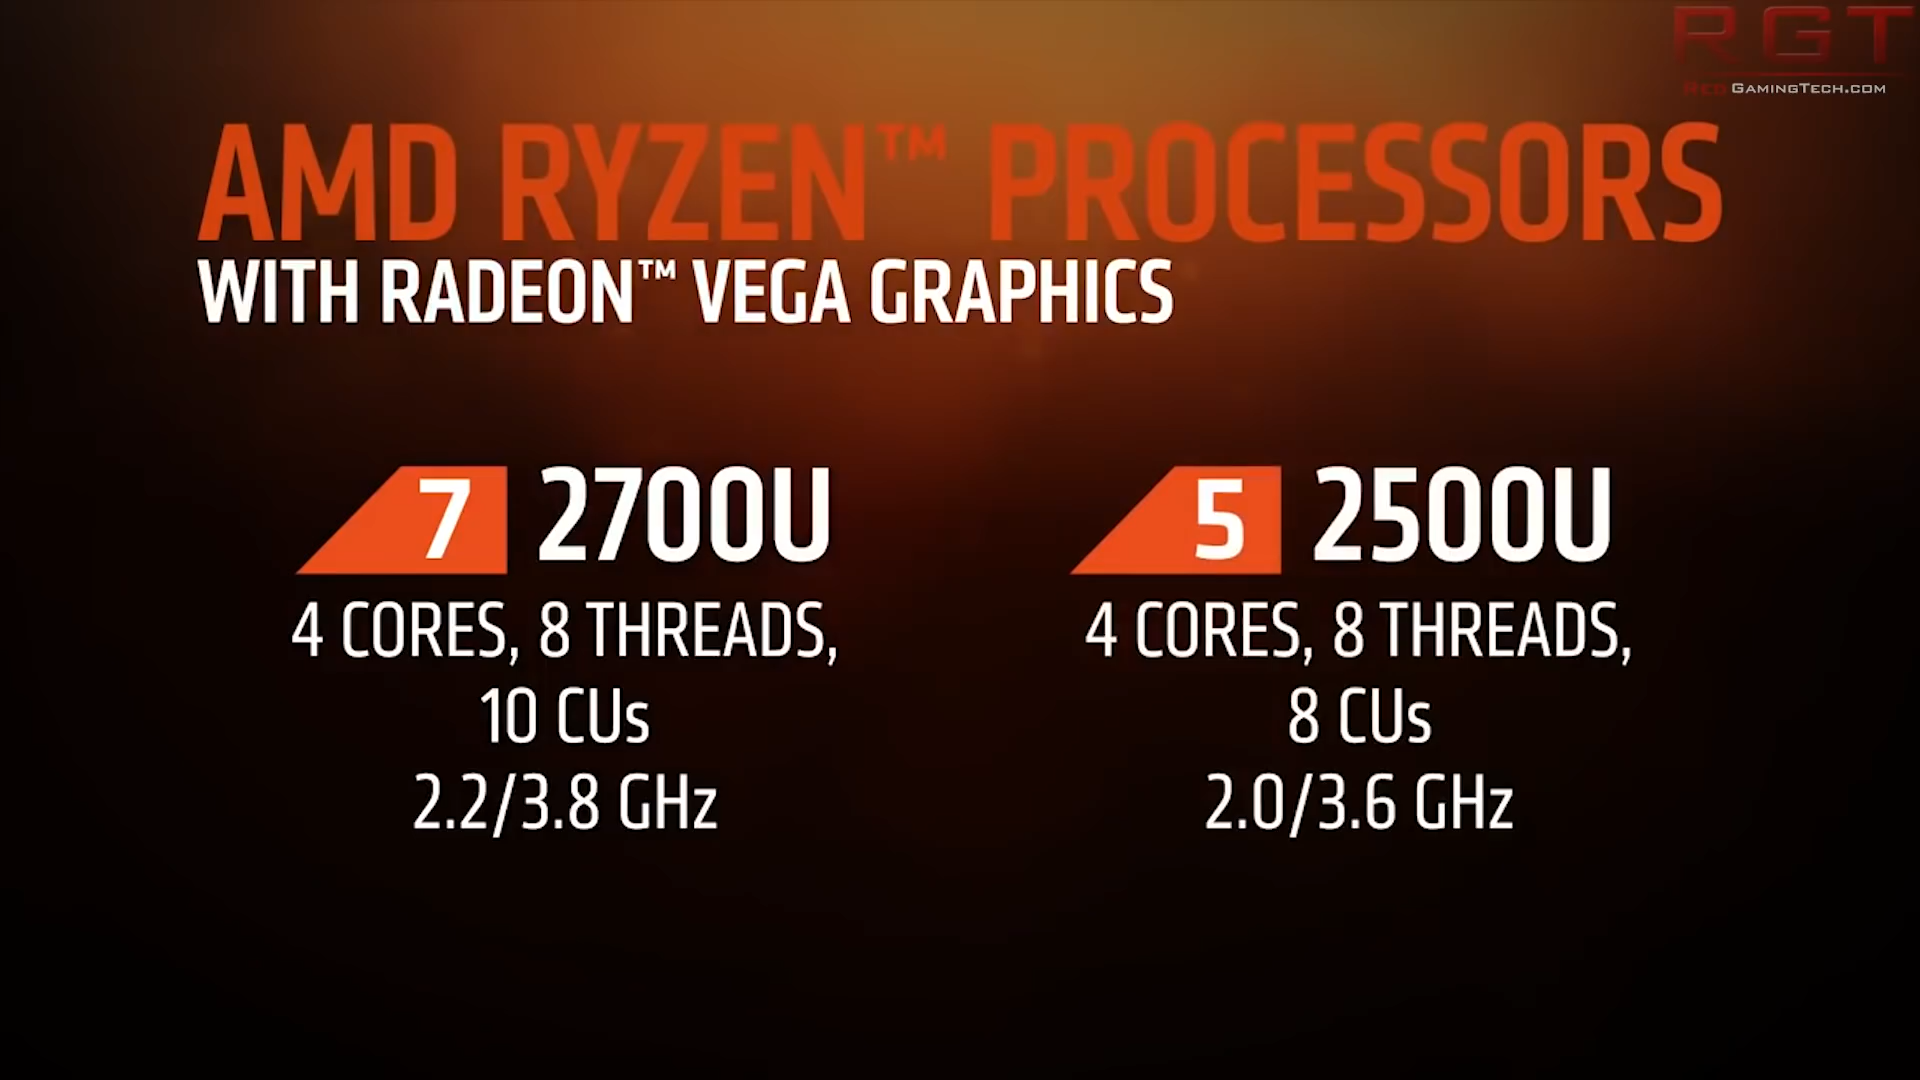 RGT
REDGAMINGTECH.COM
AMD RYZEN™ PROCESSORS
WITH RADEON™ VEGA GRAPHICS
7 2700U
4 CORES, 8 THREADS,
10 CUs
2.2/3.8 GHz
5 2500U
4 CORES, 8 THREADS,
8 CUs
2.0/3.6 GHz